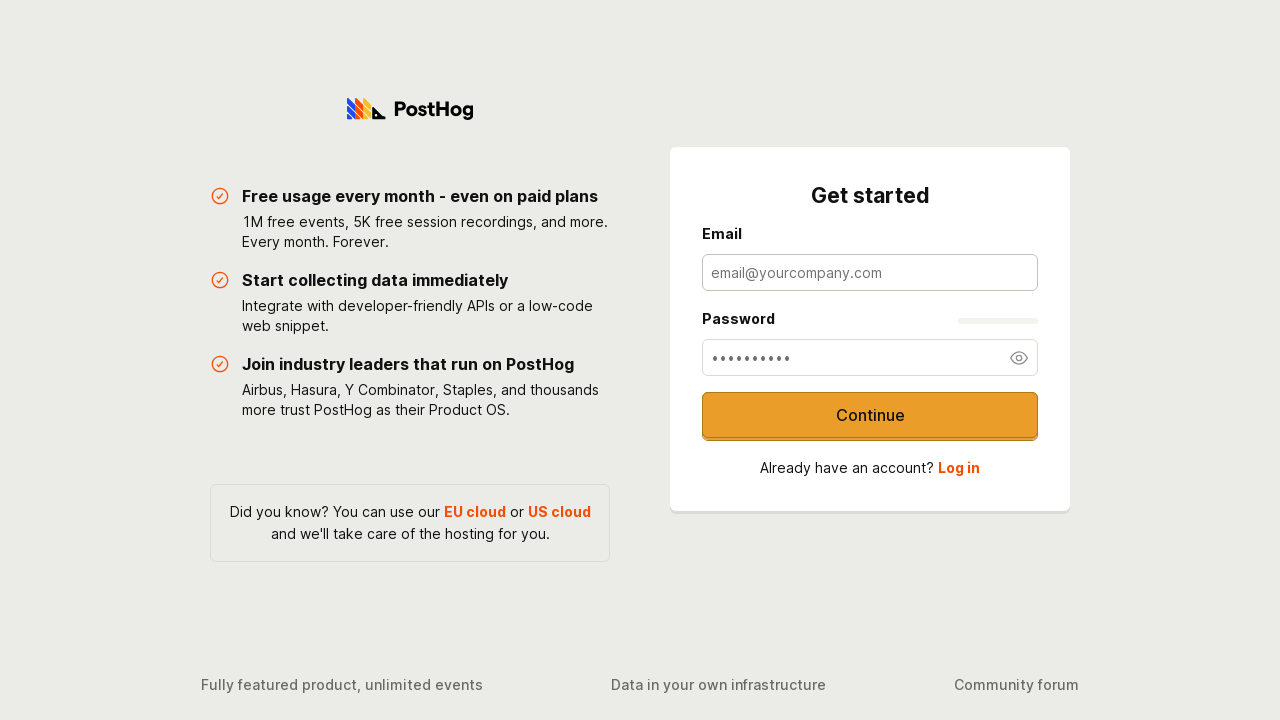 PostHog
Free usage every month - even on paid plans
1M free events, 5K free session recordings, and more.
Every month. Forever.
Start collecting data immediately
Integrate with developer-friendly APIs or a low-code
web snippet.
Join industry leaders that run on PostHog
Airbus, Hasura, Y Combinator, Staples, and thousands
more trust PostHog as their Product OS.
Did you know? You can use our EU cloud or US cloud
and we'll take care of the hosting for you.
Get started
Email
email@yourcompany.com
Password
••••••••••
Continue
Already have an account? Log in
Fully featured product, unlimited events
Data in your own infrastructure
Community forum